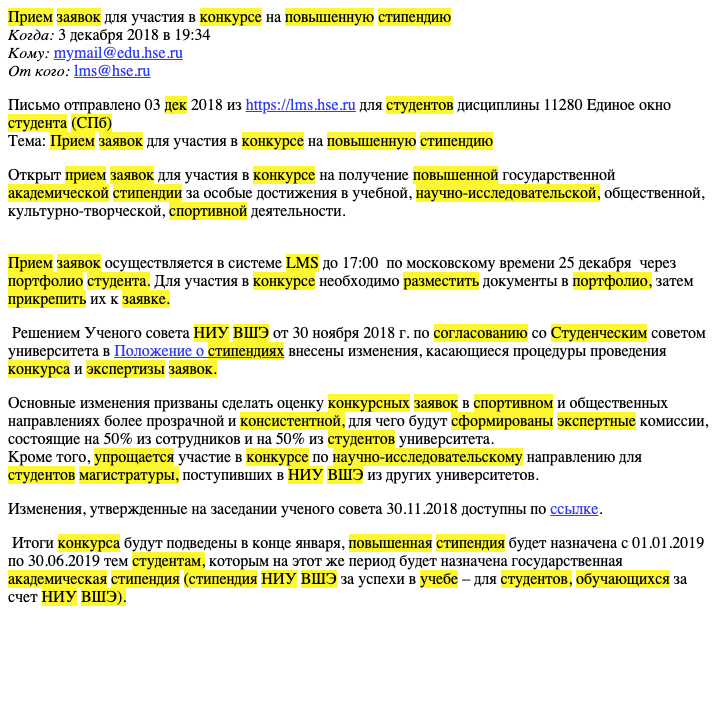 Прием заявок для участия в конкурсе на повышенную стипендию
Когда: 3 декабря 2018 в 19:34
Кому: mymail@edu.hse.ru
От кого: lms@hse.ru
Письмо отправлено 03 дек 2018 из https://lms.hse.ru для студентов дисциплины 11280 Единое окно
студента (СПб)
Тема: Прием заявок для участия в конкурсе на повышенную стипендию
Открыт прием заявок для участия в конкурсе на получение повышенной государственной
академической стипендии за особые достижения в учебной, научно-исследовательской, общественной,
культурно-творческой, спортивной деятельности.
Прием заявок осуществляется в системе LMS до 17:00 по московскому времени 25 декабря через
портфолио студента. Для участия в конкурсе необходимо разместить документы в портфолио, затем
прикрепить их к заявке.
Решением Ученого совета НИУ ВШЭ от 30 ноября 2018 г. по согласованию со Студенческим советом
университета в Положение о стипендиях внесены изменения, касающиеся процедуры проведения
конкурса и экспертизы заявок.
Основные изменения призваны сделать оценку конкурсных заявок в спортивном и общественных
направлениях более прозрачной и консистентной, для чего будут сформированы экспертные комиссии,
состоящие на 50% из сотрудников и на 50% из студентов университета.
Кроме того, упрощается участие в конкурсе по научно-исследовательскому направлению для
студентов магистратуры, поступивших в НИУ ВШЭ из других университетов.
Изменения, утвержденные на заседании ученого совета 30.11.2018 доступны по ссылке.
Итоги конкурса будут подведены в конце января, повышенная стипендия будет назначена с 01.01.2019
по 30.06.2019 тем студентам, которым на этот же период будет назначена государственная
академическая стипендия (стипендия НИУ ВШЭ за успехи в учебе – для студентов, обучающихся за
счет НИУ ВШЭ).